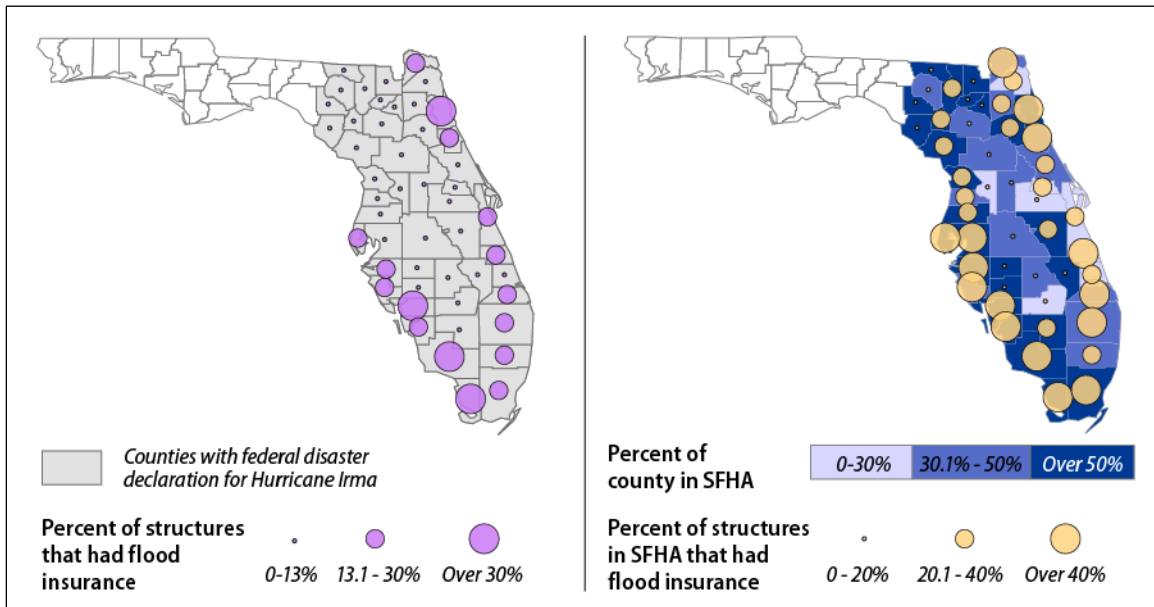 Counties with federal disaster
declaration for Hurricane Irma
Percent of structures
that had flood
insurance
0-13%
13.1 - 30%
Over 30%
Percent of
county in SFHA
0-30%
30.1% - 50%
Over 50%
Percent of structures
in SFHA that had
flood insurance
0 - 20%
20.1 - 40%
Over 40%